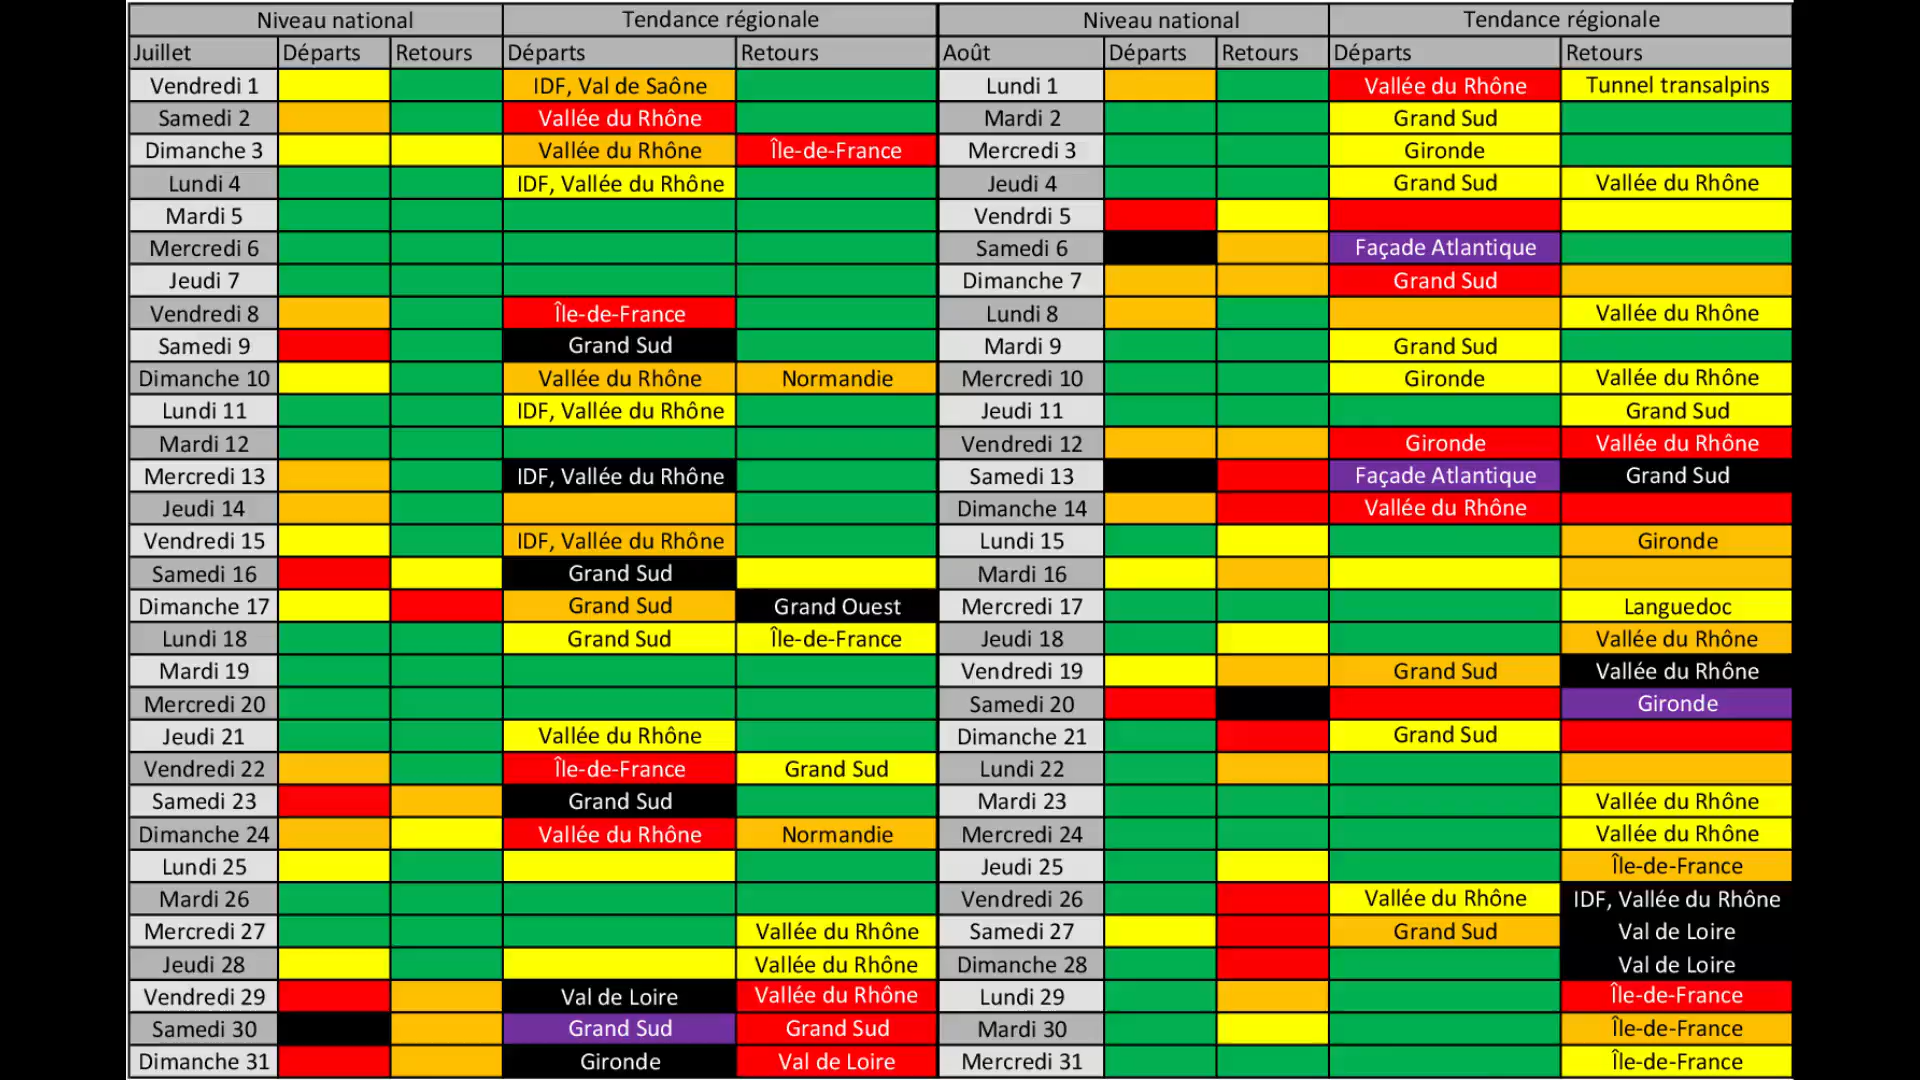 Niveau national Tendance régionale Niveau national Tendance régionale
Juillet Départs Retours Départs Retours Août Départs Retours Départs Retours
Vendredi 1 IDF, Val de Saône Lundi 1 Vallée du Rhône Tunnel transalpins
Samedi 2 Vallée du Rhône Mardi 2 Grand Sud
Dimanche 3 Vallée du Rhône Île-de-France Mercredi 3 Gironde
Lundi 4 IDF, Vallée du Rhône Jeudi 4 Grand Sud Vallée du Rhône
Mardi 5 Vendrdi 5
Mercredi 6 Samedi 6 Façade Atlantique
Jeudi 7 Dimanche 7 Grand Sud
Vendredi 8 Île-de-France Lundi 8 Vallée du Rhône
Samedi 9 Grand Sud Mardi 9 Grand Sud
Dimanche 10 Vallée du Rhône Normandie Mercredi 10 Gironde Vallée du Rhône
Lundi 11 IDF, Vallée du Rhône Jeudi 11 Grand Sud
Mardi 12 Vendredi 12 Gironde Vallée du Rhône
Mercredi 13 IDF, Vallée du Rhône Samedi 13 Façade Atlantique Grand Sud
Jeudi 14 Dimanche 14 Vallée du Rhône
Vendredi 15 IDF, Vallée du Rhône Lundi 15 Gironde
Samedi 16 Grand Sud Mardi 16
Dimanche 17 Grand Sud Grand Ouest Mercredi 17 Languedoc
Lundi 18 Grand Sud Île-de-France Jeudi 18 Vallée du Rhône
Mardi 19 Vendredi 19 Grand Sud Vallée du Rhône
Mercredi 20 Samedi 20 Gironde
Jeudi 21 Vallée du Rhône Dimanche 21 Grand Sud
Vendredi 22 Île-de-France Grand Sud Lundi 22
Samedi 23 Grand Sud Mardi 23 Vallée du Rhône
Dimanche 24 Vallée du Rhône Normandie Mercredi 24 Vallée du Rhône
Lundi 25 Jeudi 25 Île-de-France
Mardi 26 Vendredi 26 Vallée du Rhône IDF, Vallée du Rhône
Mercredi 27 Vallée du Rhône Samedi 27 Grand Sud Val de Loire
Jeudi 28 Vallée du Rhône Dimanche 28 Val de Loire
Vendredi 29 Val de Loire Vallée du Rhône Lundi 29 Île-de-France
Samedi 30 Grand Sud Grand Sud Mardi 30 Île-de-France
Dimanche 31 Gironde Val de Loire Mercredi 31 Île-de-France